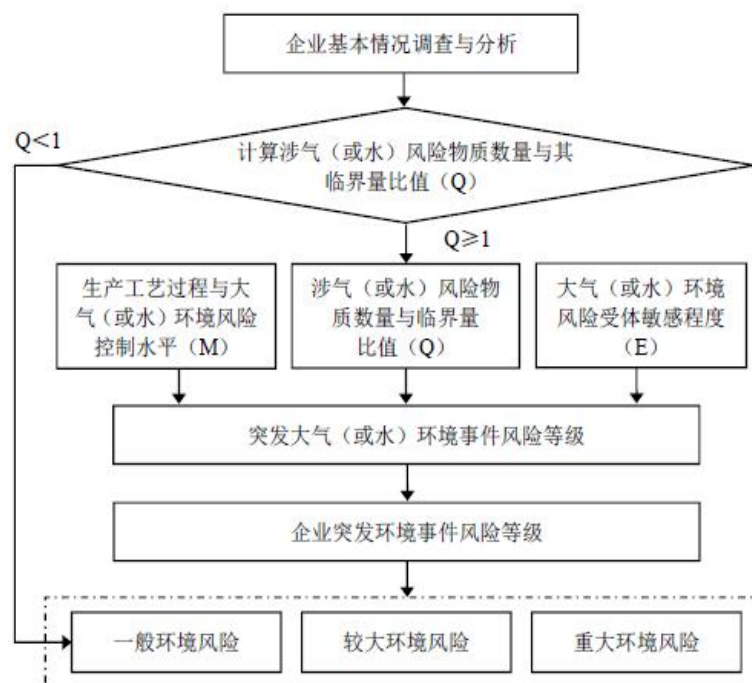 企业基本情况调查与分析
Q<1
计算涉气（或水）风险物质数量与其
临界量比值（Q）
Q≥1
生产工艺过程与大
气（或水）环境风险
控制水平（M）
涉气（或水）风险物
质数量与临界量
比值（Q）
大气（或水）环境
风险受体敏感程度
（E）
突发大气（或水）环境事件风险等级
企业突发环境事件风险等级
一般环境风险
较大环境风险
重大环境风险